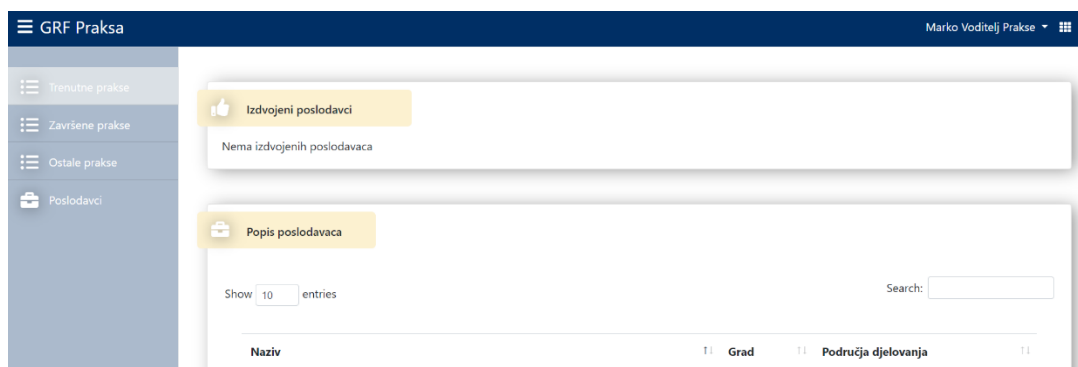 GRF Praksa
Marko Voditelj Prakse
Trenutne prakse
Završene prakse
Ostale prakse
Poslodavci
Izdvojeni poslodavci
Nema izdvojenih poslodavaca
Popis poslodavaca
Show 10 entries
Search:
Naziv Grad Područja djelovanja